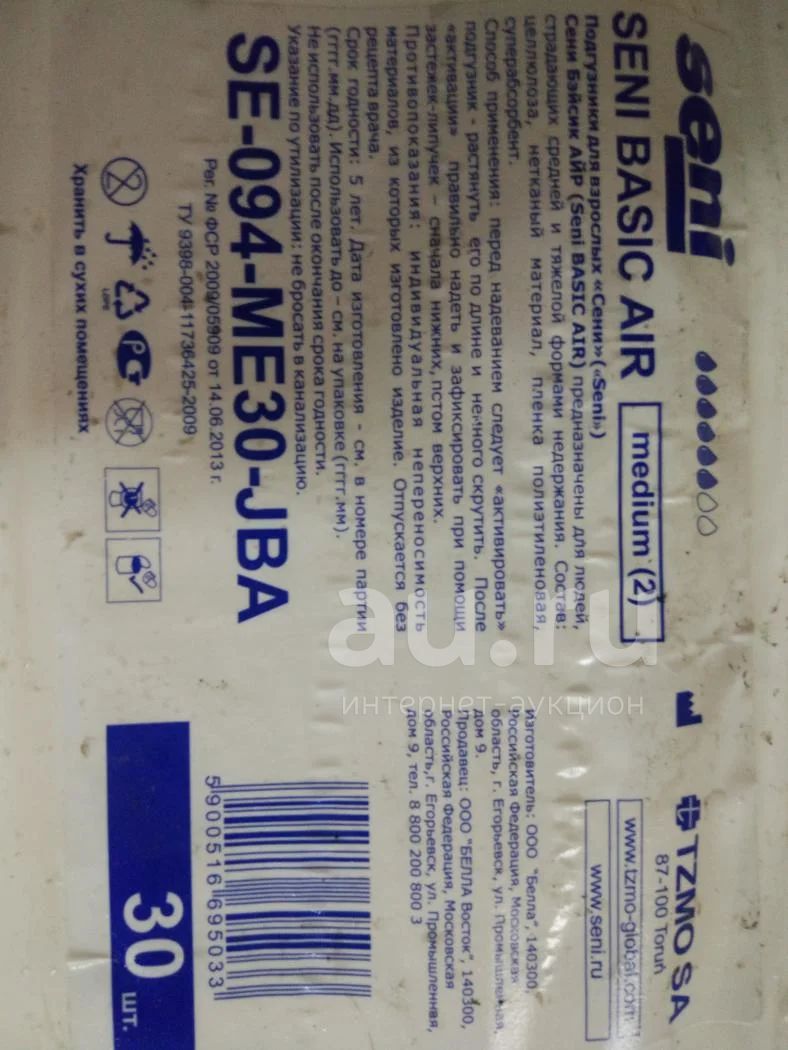 seni
SENI BASIC AIR medium (2)
Подгузники для взрослых «Сени» («Seni»)
Сени Бэйсик АЙР (Seni BASIC AIR) предназначены для людей,
страдающих средней и тяжелой формами недержания. Состав:
целлюлоза, нетканый материал, пленка полиэтиленовая,
суперабсорбент.
Способ применения: перед надеванием следует «активировать»
подгузник - растянуть его по длине и немного скрутить. После
«активации» правильно надеть и зафиксировать при помощи
застежек-липучек – сначала нижних, потом верхних.
Противопоказания: индивидуальная непереносимость
материалов, из которых изготовлено изделие. Отпускается без
рецепта врача.
Срок годности: 5 лет. Дата изготовления - см. в номере партии
(гггг.мм.дд). Использовать до – см. на упаковке (гггг.мм).
Не использовать после окончания срока годности.
Указание по утилизации: не бросать в канализацию.
SE-094-ME30-JBA
Рег. № ФСР 2009/05909 от 14.06.2013 г.
ТУ 9398-004-11736425-2009
LDPE
РСТ
Хранить в сухих помещениях
TZMO SA
87-100 Toruń
www.tzmo-global.com
www.seni.ru
Изготовитель: ООО "Белла", 140300,
Российская Федерация, Московская
область, г. Егорьевск, ул. Промышленная,
дом 9.
Продавец: ООО "БЕЛЛА Восток", 140300,
Российская Федерация, Московская
область, г. Егорьевск, ул. Промышленная,
дом 9, тел. 8 800 200 800 3
5900516695033
30 шт.
au.ru
интернет-аукцион